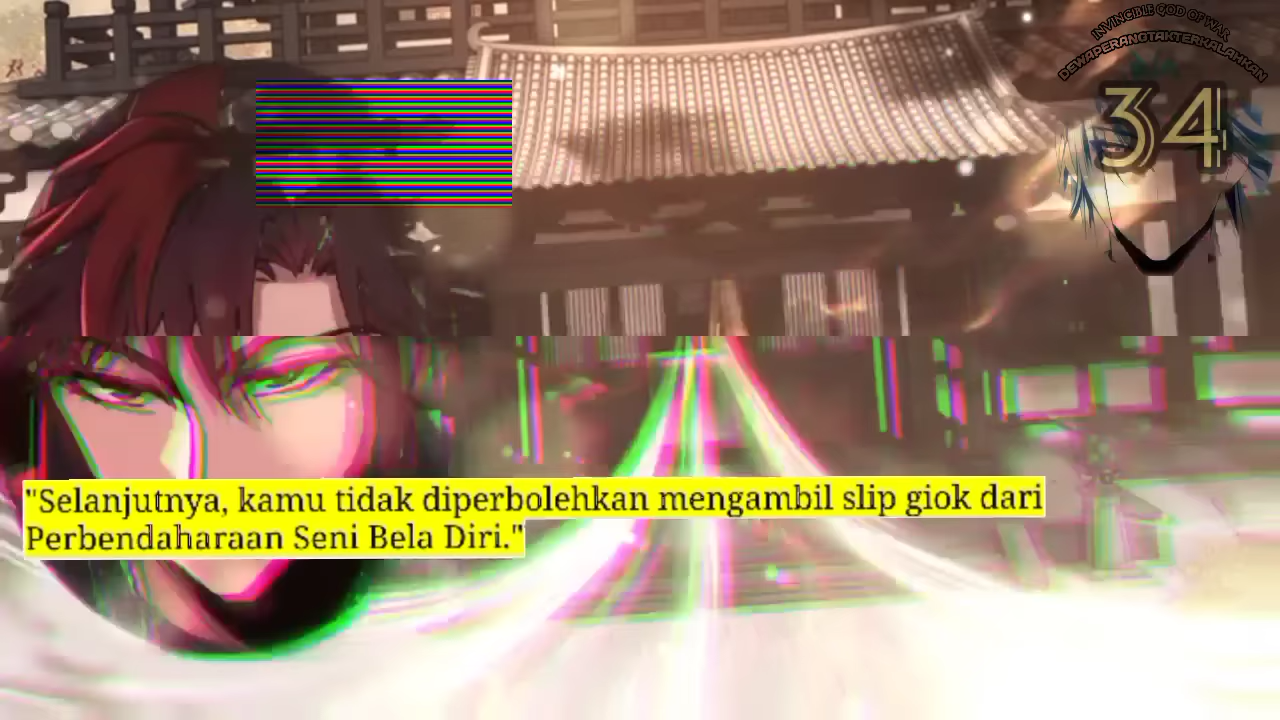 INVINCIBLE GOD OF WAR
DEWAPERANGTAKTERKALAHKAN
34
"Selanjutnya, kamu tidak diperbolehkan mengambil slip giok dari
Perbendaharaan Seni Bela Diri."